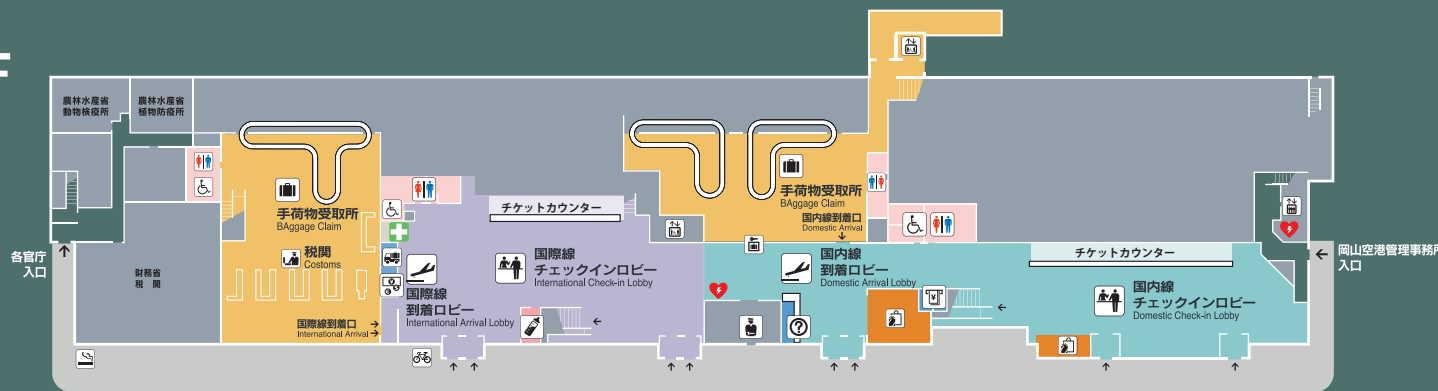 農林水産省
動物検疫所
農林水産省
植物防疫所
手荷物受取所
BAggage Claim
税関
Customs
国際線到着口
International Arrival
各官庁
入口
財務省
税関
チケットカウンター
国際線
チェックインロビー
International Check-in Lobby
国際線
到着ロビー
International Arrival Lobby
手荷物受取所
BAggage Claim
国内線到着口
Domestic Arrival
国内線
到着ロビー
Domestic Arrival Lobby
チケットカウンター
国内線
チェックインロビー
Domestic Check-in Lobby
岡山空港管理事務所
入口